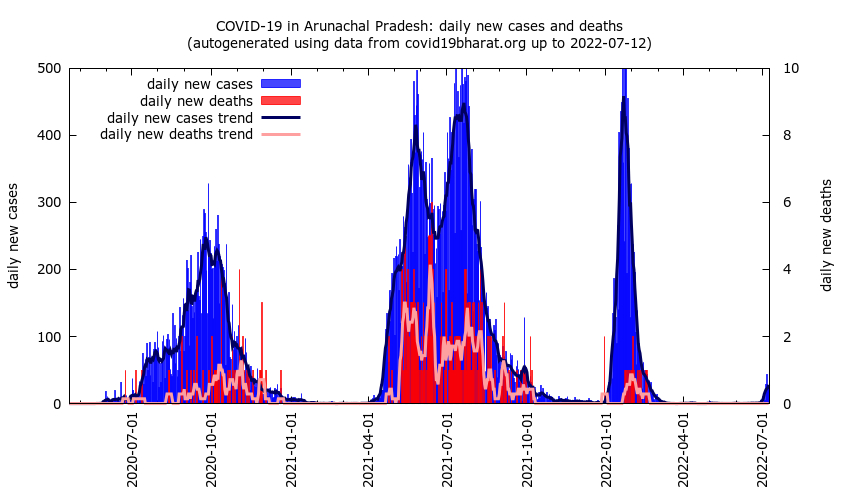 COVID-19 in Arunachal Pradesh: daily new cases and deaths
(autogenerated using data from covid19bharat.org up to 2022-07-12)
daily new cases
daily new deaths
daily new cases trend
daily new deaths trend
500
400
300
200
100
0
10
8
6
4
2
0
daily new cases
daily new deaths
2020-07-01
2020-10-01
2021-01-01
2021-04-01
2021-07-01
2021-10-01
2022-01-01
2022-04-01
2022-07-01